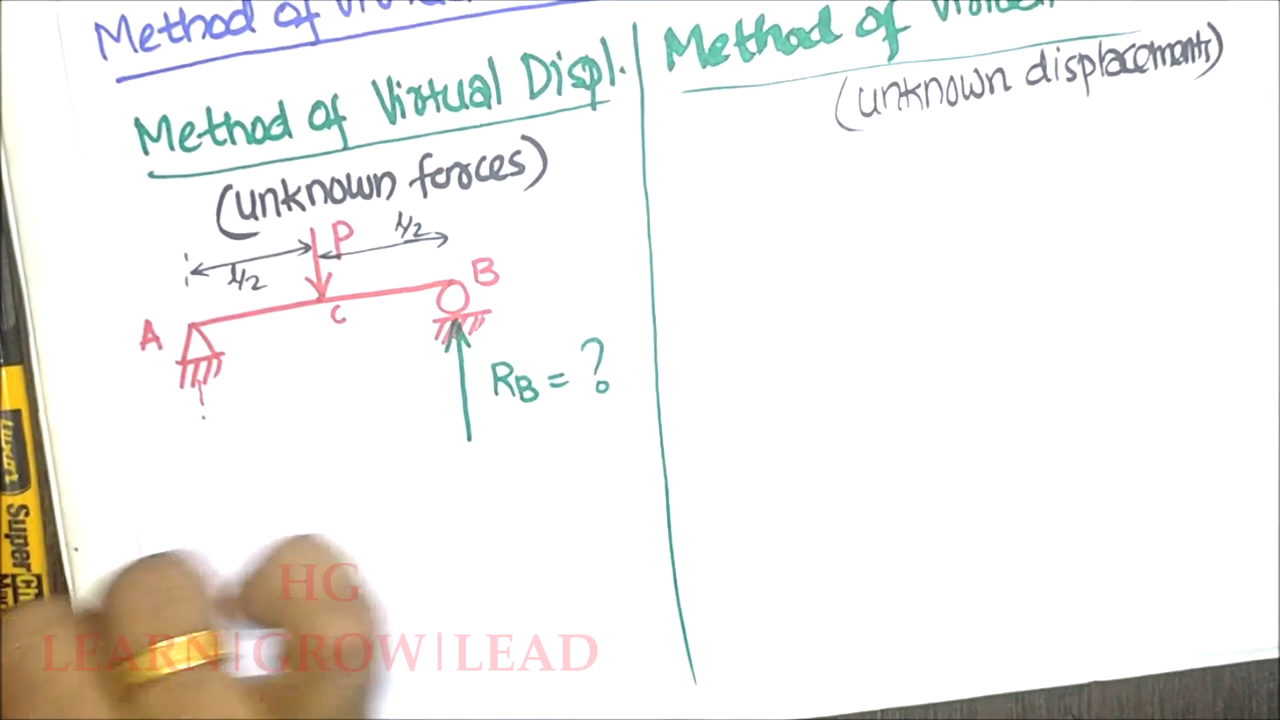 Method of
Method of Virtual Displ.
(unknown forces)
P
L/2
L/2
A
C
B
RB = ?
Method of
(unknown displacements)
Luxor
Super
HG
LEARN|GROW|LEAD